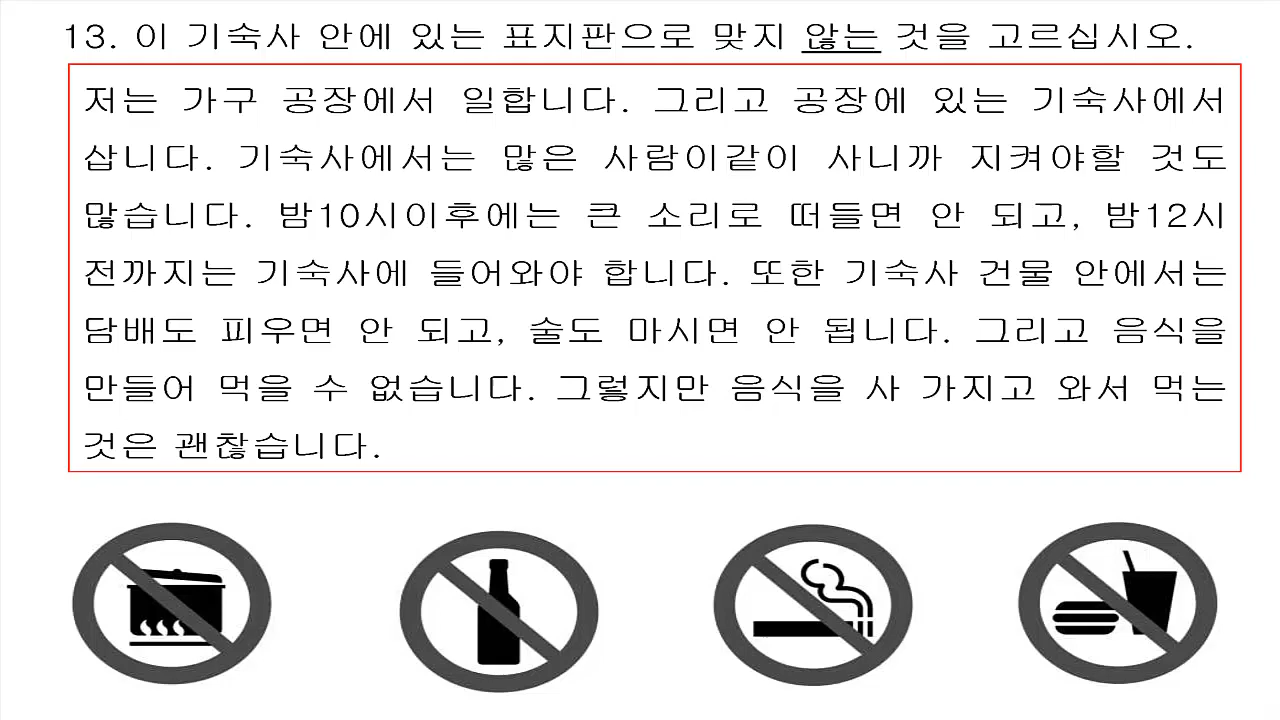 13. 이 기숙사 안에 있는 표지판으로 맞지 않는 것을 고르십시오.
저는 가구 공장에서 일합니다. 그리고 공장에 있는 기숙사에서
삽니다. 기숙사에서는 많은 사람이같이 사니까 지켜야할 것도
많습니다. 밤10시이후에는 큰 소리로 떠들면 안 되고, 밤12시
전까지는 기숙사에 들어와야 합니다. 또한 기숙사 건물 안에서는
담배도 피우면 안 되고, 술도 마시면 안 됩니다. 그리고 음식을
만들어 먹을 수 없습니다. 그렇지만 음식을 사 가지고 와서 먹는
것은 괜찮습니다.